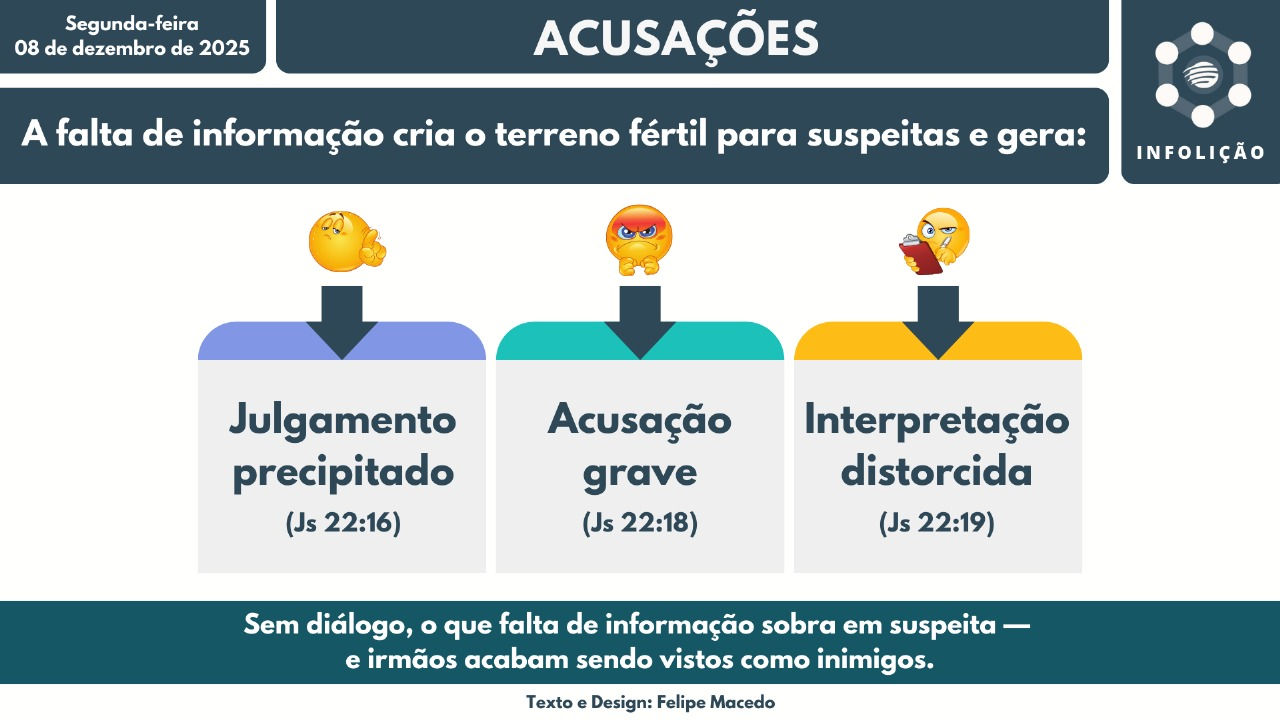 Segunda-feira
08 de dezembro de 2025
ACUSAÇÕES
INFOLIÇÃO
A falta de informação cria o terreno fértil para suspeitas e gera:
Julgamento
precipitado
(Js 22:16)
Acusação
grave
(Js 22:18)
Interpretação
distorcida
(Js 22:19)
Sem diálogo, o que falta de informação sobra em suspeita —
e irmãos acabam sendo vistos como inimigos.
Texto e Design: Felipe Macedo